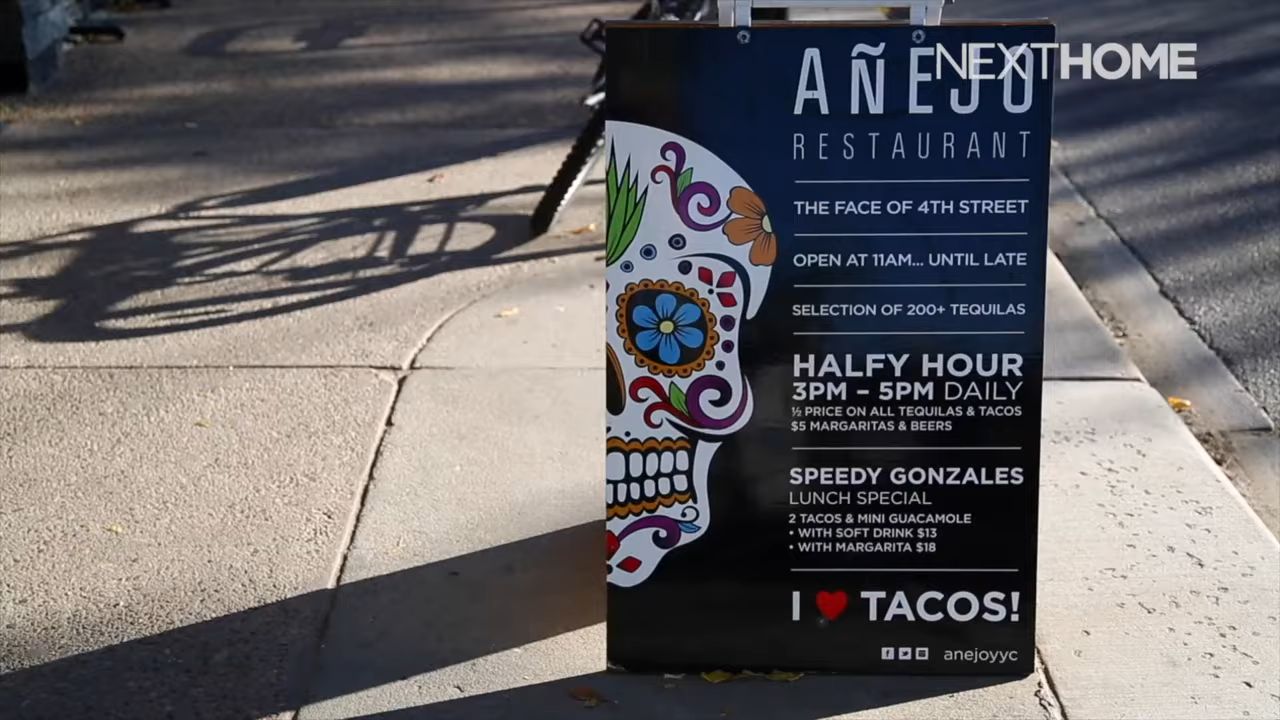 NEXTHOME
AÑEJO
RESTAURANT
THE FACE OF 4TH STREET
OPEN AT 11AM... UNTIL LATE
SELECTION OF 200+ TEQUILAS
HALFY HOUR
3PM – 5PM DAILY
½ PRICE ON ALL TEQUILAS & TACOS
$5 MARGARITAS & BEERS
SPEEDY GONZALES
LUNCH SPECIAL
2 TACOS & MINI GUACAMOLE
• WITH SOFT DRINK $13
• WITH MARGARITA $18
I ❤ TACOS!
anejoyyc